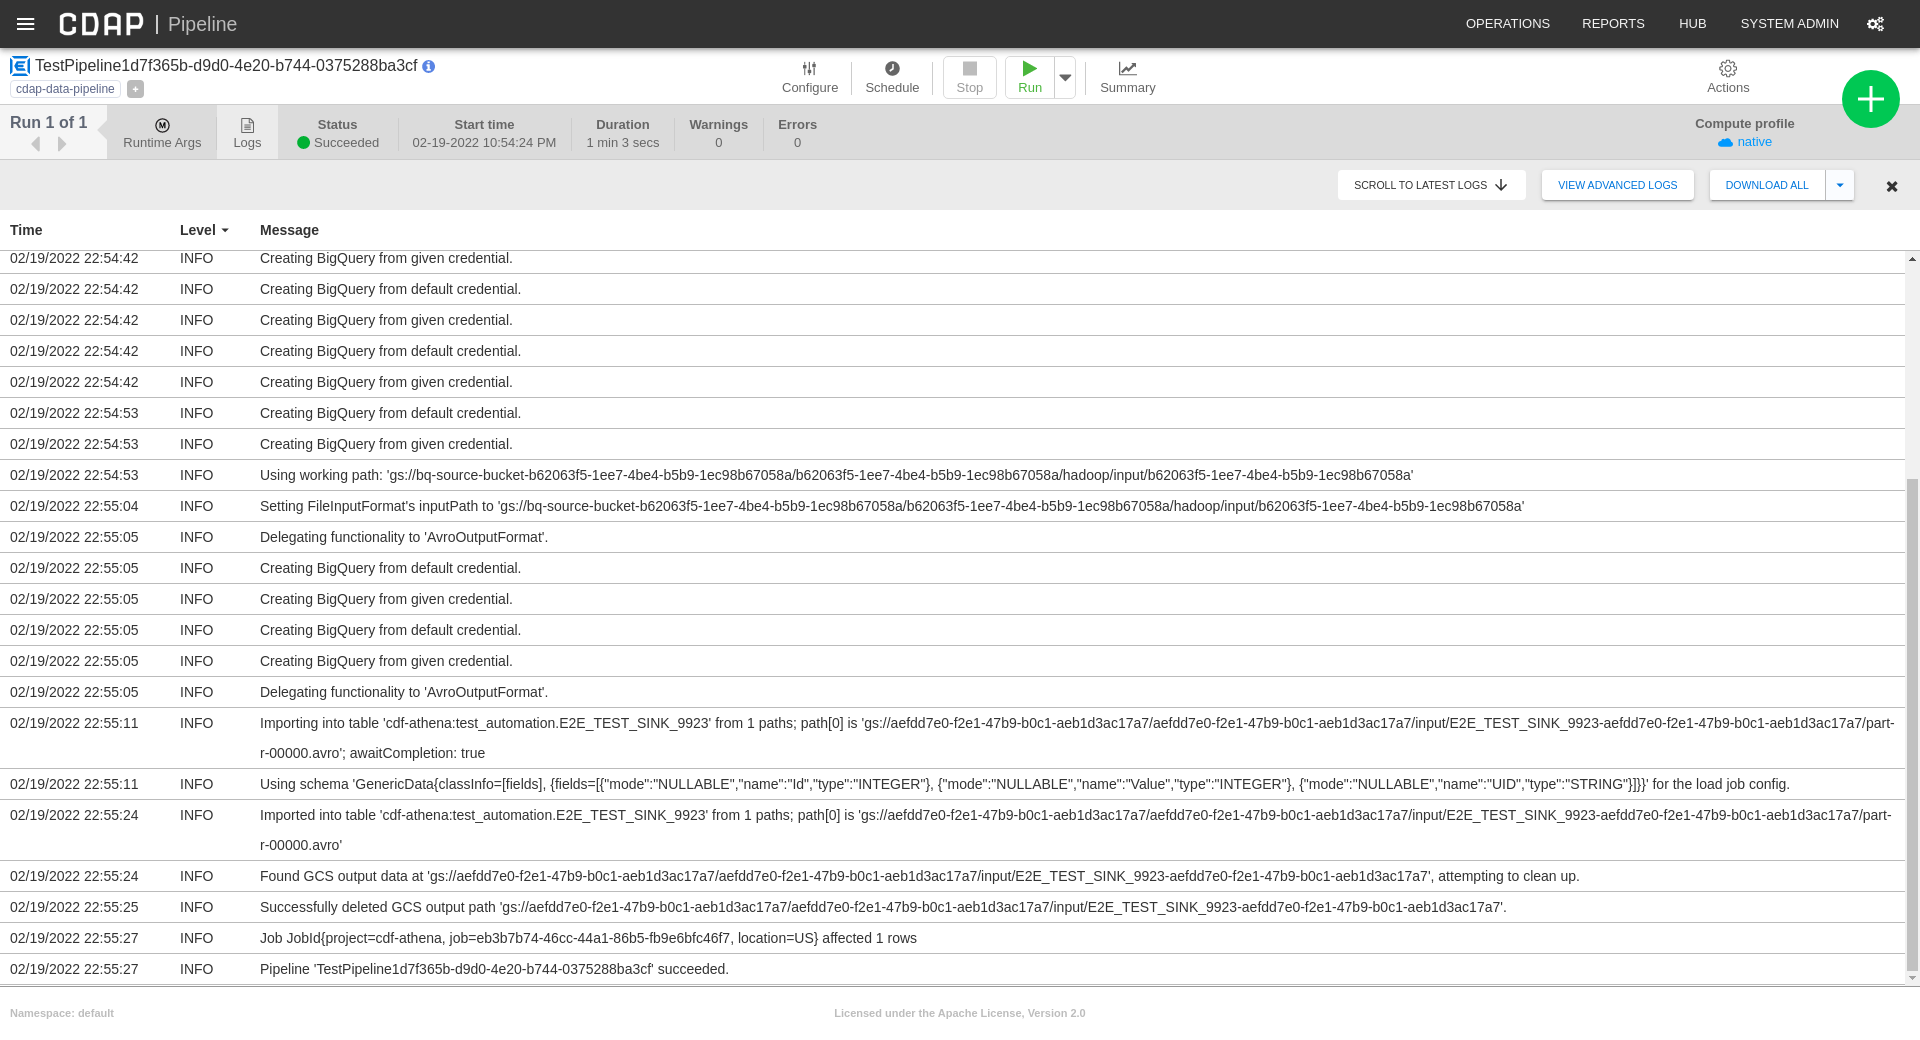 CDAP | Pipeline
OPERATIONS REPORTS HUB SYSTEM ADMIN
TestPipeline1d7f365b-d9d0-4e20-b744-0375288ba3cf
cdap-data-pipeline +
Configure Schedule Stop Run Summary Actions
Run 1 of 1
Runtime Args
Logs
Status
Succeeded
Start time
02-19-2022 10:54:24 PM
Duration
1 min 3 secs
Warnings
0
Errors
0
Compute profile
native
SCROLL TO LATEST LOGS VIEW ADVANCED LOGS DOWNLOAD ALL
Time Level Message
02/19/2022 22:54:42 INFO Creating BigQuery from given credential.
02/19/2022 22:54:42 INFO Creating BigQuery from default credential.
02/19/2022 22:54:42 INFO Creating BigQuery from given credential.
02/19/2022 22:54:42 INFO Creating BigQuery from default credential.
02/19/2022 22:54:42 INFO Creating BigQuery from given credential.
02/19/2022 22:54:53 INFO Creating BigQuery from default credential.
02/19/2022 22:54:53 INFO Creating BigQuery from given credential.
02/19/2022 22:54:53 INFO Using working path: 'gs://bq-source-bucket-b62063f5-1ee7-4be4-b5b9-1ec98b67058a/b62063f5-1ee7-4be4-b5b9-1ec98b67058a/hadoop/input/b62063f5-1ee7-4be4-b5b9-1ec98b67058a'
02/19/2022 22:55:04 INFO Setting FileInputFormat's inputPath to 'gs://bq-source-bucket-b62063f5-1ee7-4be4-b5b9-1ec98b67058a/b62063f5-1ee7-4be4-b5b9-1ec98b67058a/hadoop/input/b62063f5-1ee7-4be4-b5b9-1ec98b67058a'
02/19/2022 22:55:05 INFO Delegating functionality to 'AvroOutputFormat'.
02/19/2022 22:55:05 INFO Creating BigQuery from default credential.
02/19/2022 22:55:05 INFO Creating BigQuery from given credential.
02/19/2022 22:55:05 INFO Creating BigQuery from default credential.
02/19/2022 22:55:05 INFO Creating BigQuery from given credential.
02/19/2022 22:55:05 INFO Delegating functionality to 'AvroOutputFormat'.
02/19/2022 22:55:11 INFO Importing into table 'cdf-athena:test_automation.E2E_TEST_SINK_9923' from 1 paths; path[0] is 'gs://aefdd7e0-f2e1-47b9-b0c1-aeb1d3ac17a7/aefdd7e0-f2e1-47b9-b0c1-aeb1d3ac17a7/input/E2E_TEST_SINK_9923-aefdd7e0-f2e1-47b9-b0c1-aeb1d3ac17a7/part-
r-00000.avro'; awaitCompletion: true
02/19/2022 22:55:11 INFO Using schema 'GenericData{classInfo=[fields], {fields=[{"mode":"NULLABLE","name":"Id","type":"INTEGER"}, {"mode":"NULLABLE","name":"Value","type":"INTEGER"}, {"mode":"NULLABLE","name":"UID","type":"STRING"}]}}' for the load job config.
02/19/2022 22:55:24 INFO Imported into table 'cdf-athena:test_automation.E2E_TEST_SINK_9923' from 1 paths; path[0] is 'gs://aefdd7e0-f2e1-47b9-b0c1-aeb1d3ac17a7/aefdd7e0-f2e1-47b9-b0c1-aeb1d3ac17a7/input/E2E_TEST_SINK_9923-aefdd7e0-f2e1-47b9-b0c1-aeb1d3ac17a7/part-
r-00000.avro'
02/19/2022 22:55:24 INFO Found GCS output data at 'gs://aefdd7e0-f2e1-47b9-b0c1-aeb1d3ac17a7/aefdd7e0-f2e1-47b9-b0c1-aeb1d3ac17a7/input/E2E_TEST_SINK_9923-aefdd7e0-f2e1-47b9-b0c1-aeb1d3ac17a7', attempting to clean up.
02/19/2022 22:55:25 INFO Successfully deleted GCS output path 'gs://aefdd7e0-f2e1-47b9-b0c1-aeb1d3ac17a7/aefdd7e0-f2e1-47b9-b0c1-aeb1d3ac17a7/input/E2E_TEST_SINK_9923-aefdd7e0-f2e1-47b9-b0c1-aeb1d3ac17a7'.
02/19/2022 22:55:27 INFO Job JobId{project=cdf-athena, job=eb3b7b74-46cc-44a1-86b5-fb9e6bfc46f7, location=US} affected 1 rows
02/19/2022 22:55:27 INFO Pipeline 'TestPipeline1d7f365b-d9d0-4e20-b744-0375288ba3cf' succeeded.
Namespace: default Licensed under the Apache License, Version 2.0